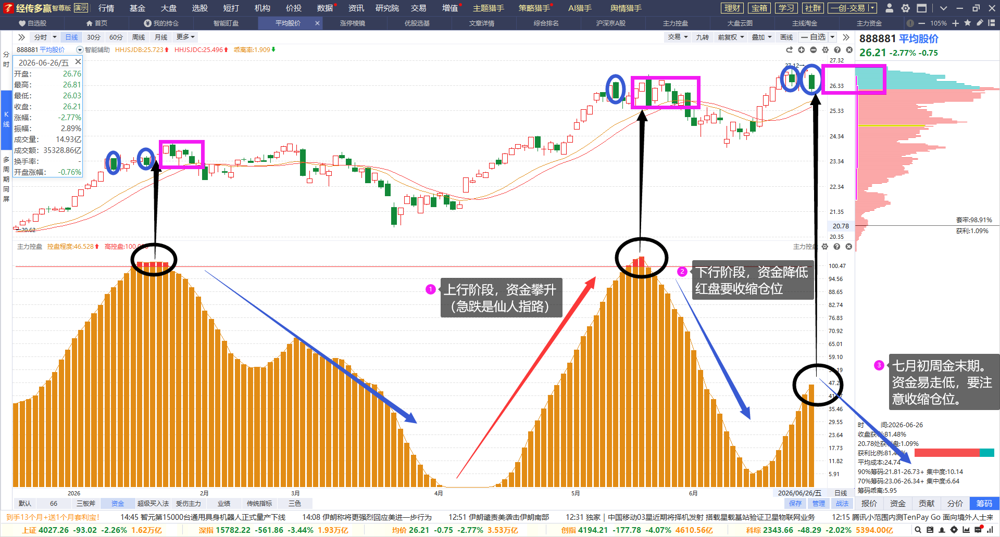 经传多赢 智尊版 演示 行情 基金 大盘 选股 短打 机构 价投 数据 资讯 研究院 交易 增值 主题猎手 策略猎手 AI猎手 舆情猎手 理财 宝箱 学习 社群 一创-交易
自选股 首页 我的持仓 智能盯盘 平均股价 涨停棱镜 优股选基 文章详情 综合排名 沪深京A股 主力控盘 大盘云图 主线淘金 主力资金 105%
分时 日线 30分 60分 周线 月线 更多 交易 九转 前复权 叠加 画线 自选
888881 平均股价
26.21 -2.77% -0.75
888881 平均股价 智能辅助 HHJSJDB:25.723 HHJSJDC:25.496 乖离率:1.909
分时
K线
多周期同屏
2026-06-26/五
开盘: 26.76
最高: 26.81
最低: 26.03
收盘: 26.21
涨幅: -2.77%
振幅: 2.89%
成交量: 14.93亿
成交额: 35328.86亿
换手率: -
开盘涨幅: -0.76%
20.62
27.12
27.32
26.33
25.33
24.34
23.34
22.34
21.35
20.78
20.35
套牢:98.91%
获利:1.09%
主力控盘 控盘程度:46.528 高控盘:100.0
主力控盘
100.47
94.56
88.65
82.74
76.83
70.92
65.01
59.10
47.2
35.46
29.55
23.64
17.73
11.82
5.91
1 上行阶段，资金攀升
（急跌是仙人指路）
2 下行阶段，资金降低
红盘要收缩仓位
3 七月初周金末期。
资金易走低，要注
意收缩仓位。
时 间:2026-06-26
收盘获利:81.48%
20.78处获利盘:1.09%
获利比例:81.4
平均成本:24.74
90%筹码:21.81-26.73+ 集中度:10.14
70%筹码:23.06-26.34+ 集中度:6.64
筹码乖离:5.95
2026 2月 3月 4月 5月 6月 2026/06/26/五 日线
默认 66 三板斧 资金 超级买入法 受伤主力 业绩 传统指标 三色 保存 管理 战法 报价 资金 贡献 分价 筹码
到手13个月+送1个月套利宝！ 14:45 智元第15000台通用具身机器人正式量产下线 14:08 伊朗称将更强烈回应美进一步行为 12:51 伊朗谴责美袭击伊朗南部 12:31 独家｜中国移动03星近期将择机发射 搭载星载基站验证卫星物联网业务 12:15 腾讯小范围内测TenPay Go 面向境外人士来
上证 4027.26 -93.02 -2.26% 1.62万亿 深指 15782.22 -561.86 -3.44% 1.93万亿 均价 26.21 -0.75 -2.77% 3.53万亿 创指 4194.21 -177.78 -4.07% 4610.56亿 科综 2343.66 -48.29 -2.02% 5394.00亿